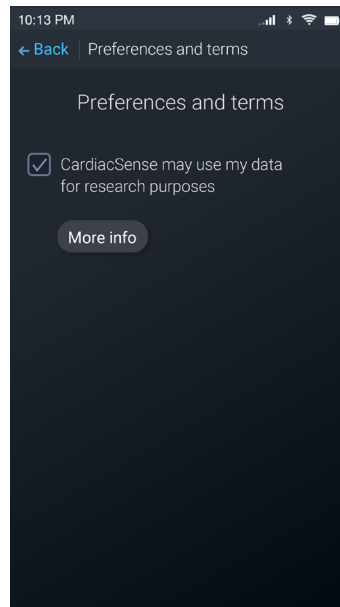 10:13 PM
← Back Preferences and terms
Preferences and terms
CardiacSense may use my data
for research purposes
More info